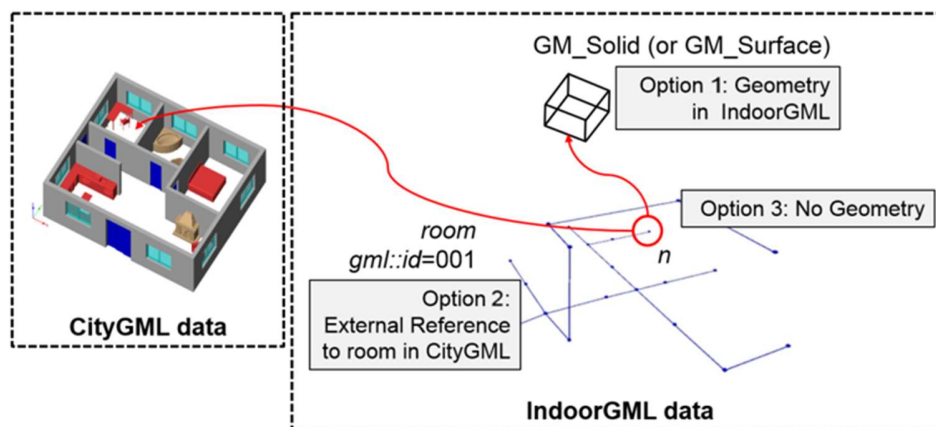 GM_Solid (or GM_Surface)
Option 1: Geometry
in IndoorGML
Option 3: No Geometry
n
room
gml::id=001
Option 2:
External Reference
to room in CityGML
CityGML data
IndoorGML data